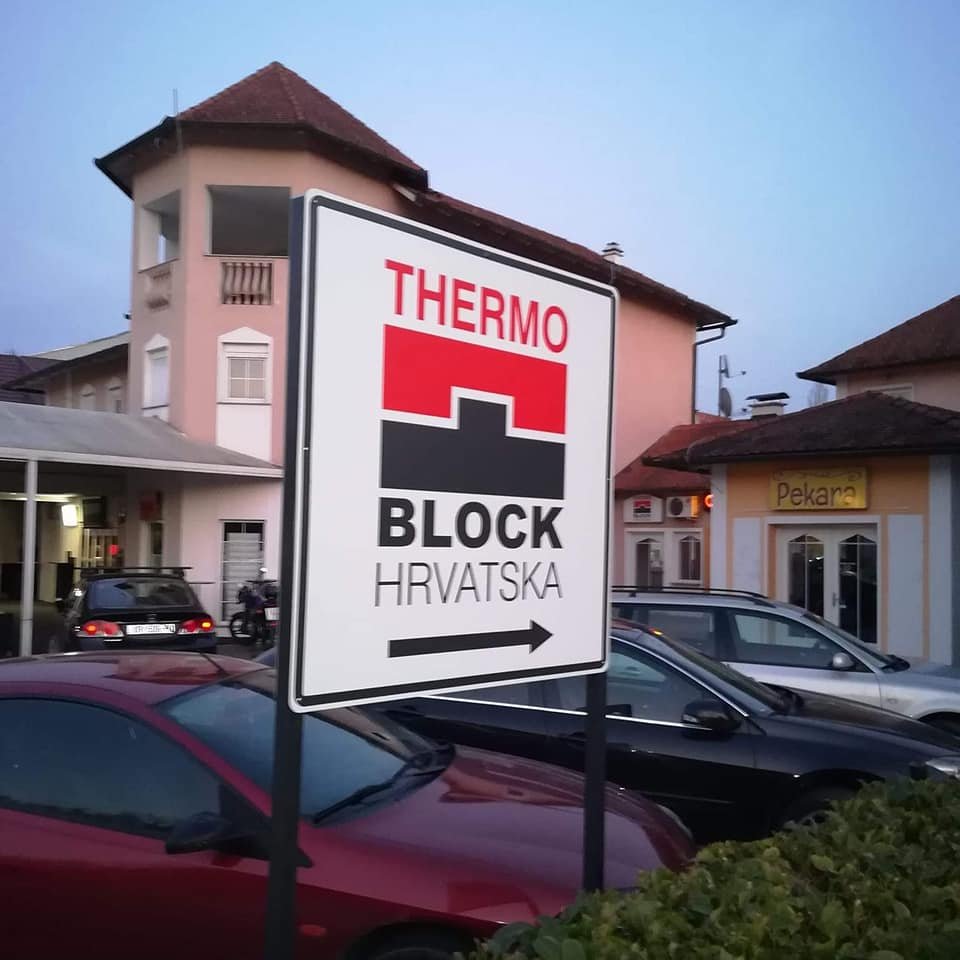 THERMO
BLOCK
HRVATSKA
Pekara